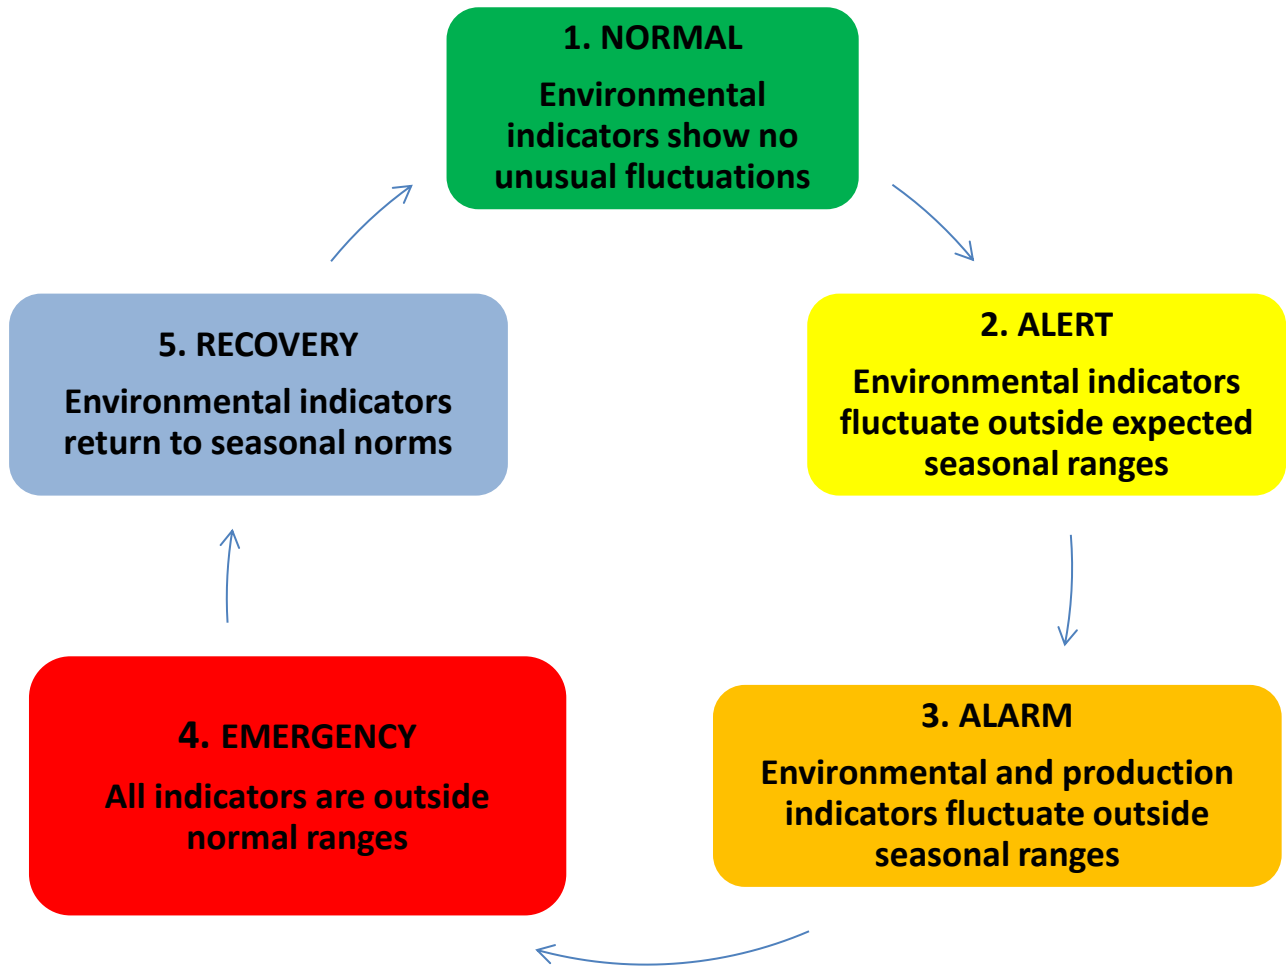 1. NORMAL
Environmental
indicators show no
unusual fluctuations
2. ALERT
Environmental indicators
fluctuate outside expected
seasonal ranges
3. ALARM
Environmental and production
indicators fluctuate outside
seasonal ranges
4. EMERGENCY
All indicators are outside
normal ranges
5. RECOVERY
Environmental indicators
return to seasonal norms